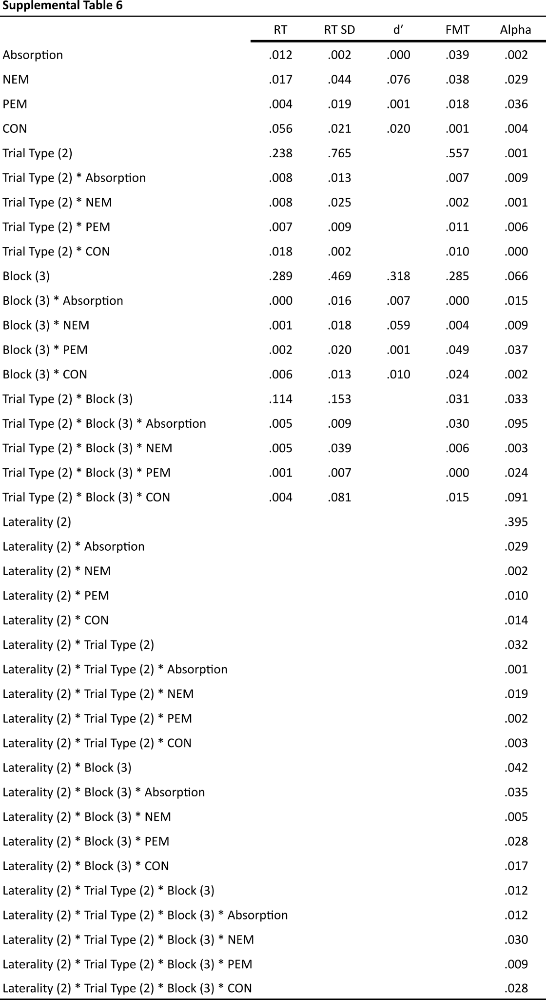 Supplemental Table 6
RT RT SD d’ FMT Alpha
Absorption .012 .002 .000 .039 .002
NEM .017 .044 .076 .038 .029
PEM .004 .019 .001 .018 .036
CON .056 .021 .020 .001 .004
Trial Type (2) .238 .765 .557 .001
Trial Type (2) * Absorption .008 .013 .007 .009
Trial Type (2) * NEM .008 .025 .002 .001
Trial Type (2) * PEM .007 .009 .011 .006
Trial Type (2) * CON .018 .002 .010 .000
Block (3) .289 .469 .318 .285 .066
Block (3) * Absorption .000 .016 .007 .000 .015
Block (3) * NEM .001 .018 .059 .004 .009
Block (3) * PEM .002 .020 .001 .049 .037
Block (3) * CON .006 .013 .010 .024 .002
Trial Type (2) * Block (3) .114 .153 .031 .033
Trial Type (2) * Block (3) * Absorption .005 .009 .030 .095
Trial Type (2) * Block (3) * NEM .005 .039 .006 .003
Trial Type (2) * Block (3) * PEM .001 .007 .000 .024
Trial Type (2) * Block (3) * CON .004 .081 .015 .091
Laterality (2) .395
Laterality (2) * Absorption .029
Laterality (2) * NEM .002
Laterality (2) * PEM .010
Laterality (2) * CON .014
Laterality (2) * Trial Type (2) .032
Laterality (2) * Trial Type (2) * Absorption .001
Laterality (2) * Trial Type (2) * NEM .019
Laterality (2) * Trial Type (2) * PEM .002
Laterality (2) * Trial Type (2) * CON .003
Laterality (2) * Block (3) .042
Laterality (2) * Block (3) * Absorption .035
Laterality (2) * Block (3) * NEM .005
Laterality (2) * Block (3) * PEM .028
Laterality (2) * Block (3) * CON .017
Laterality (2) * Trial Type (2) * Block (3) .012
Laterality (2) * Trial Type (2) * Block (3) * Absorption .012
Laterality (2) * Trial Type (2) * Block (3) * NEM .030
Laterality (2) * Trial Type (2) * Block (3) * PEM .009
Laterality (2) * Trial Type (2) * Block (3) * CON .028